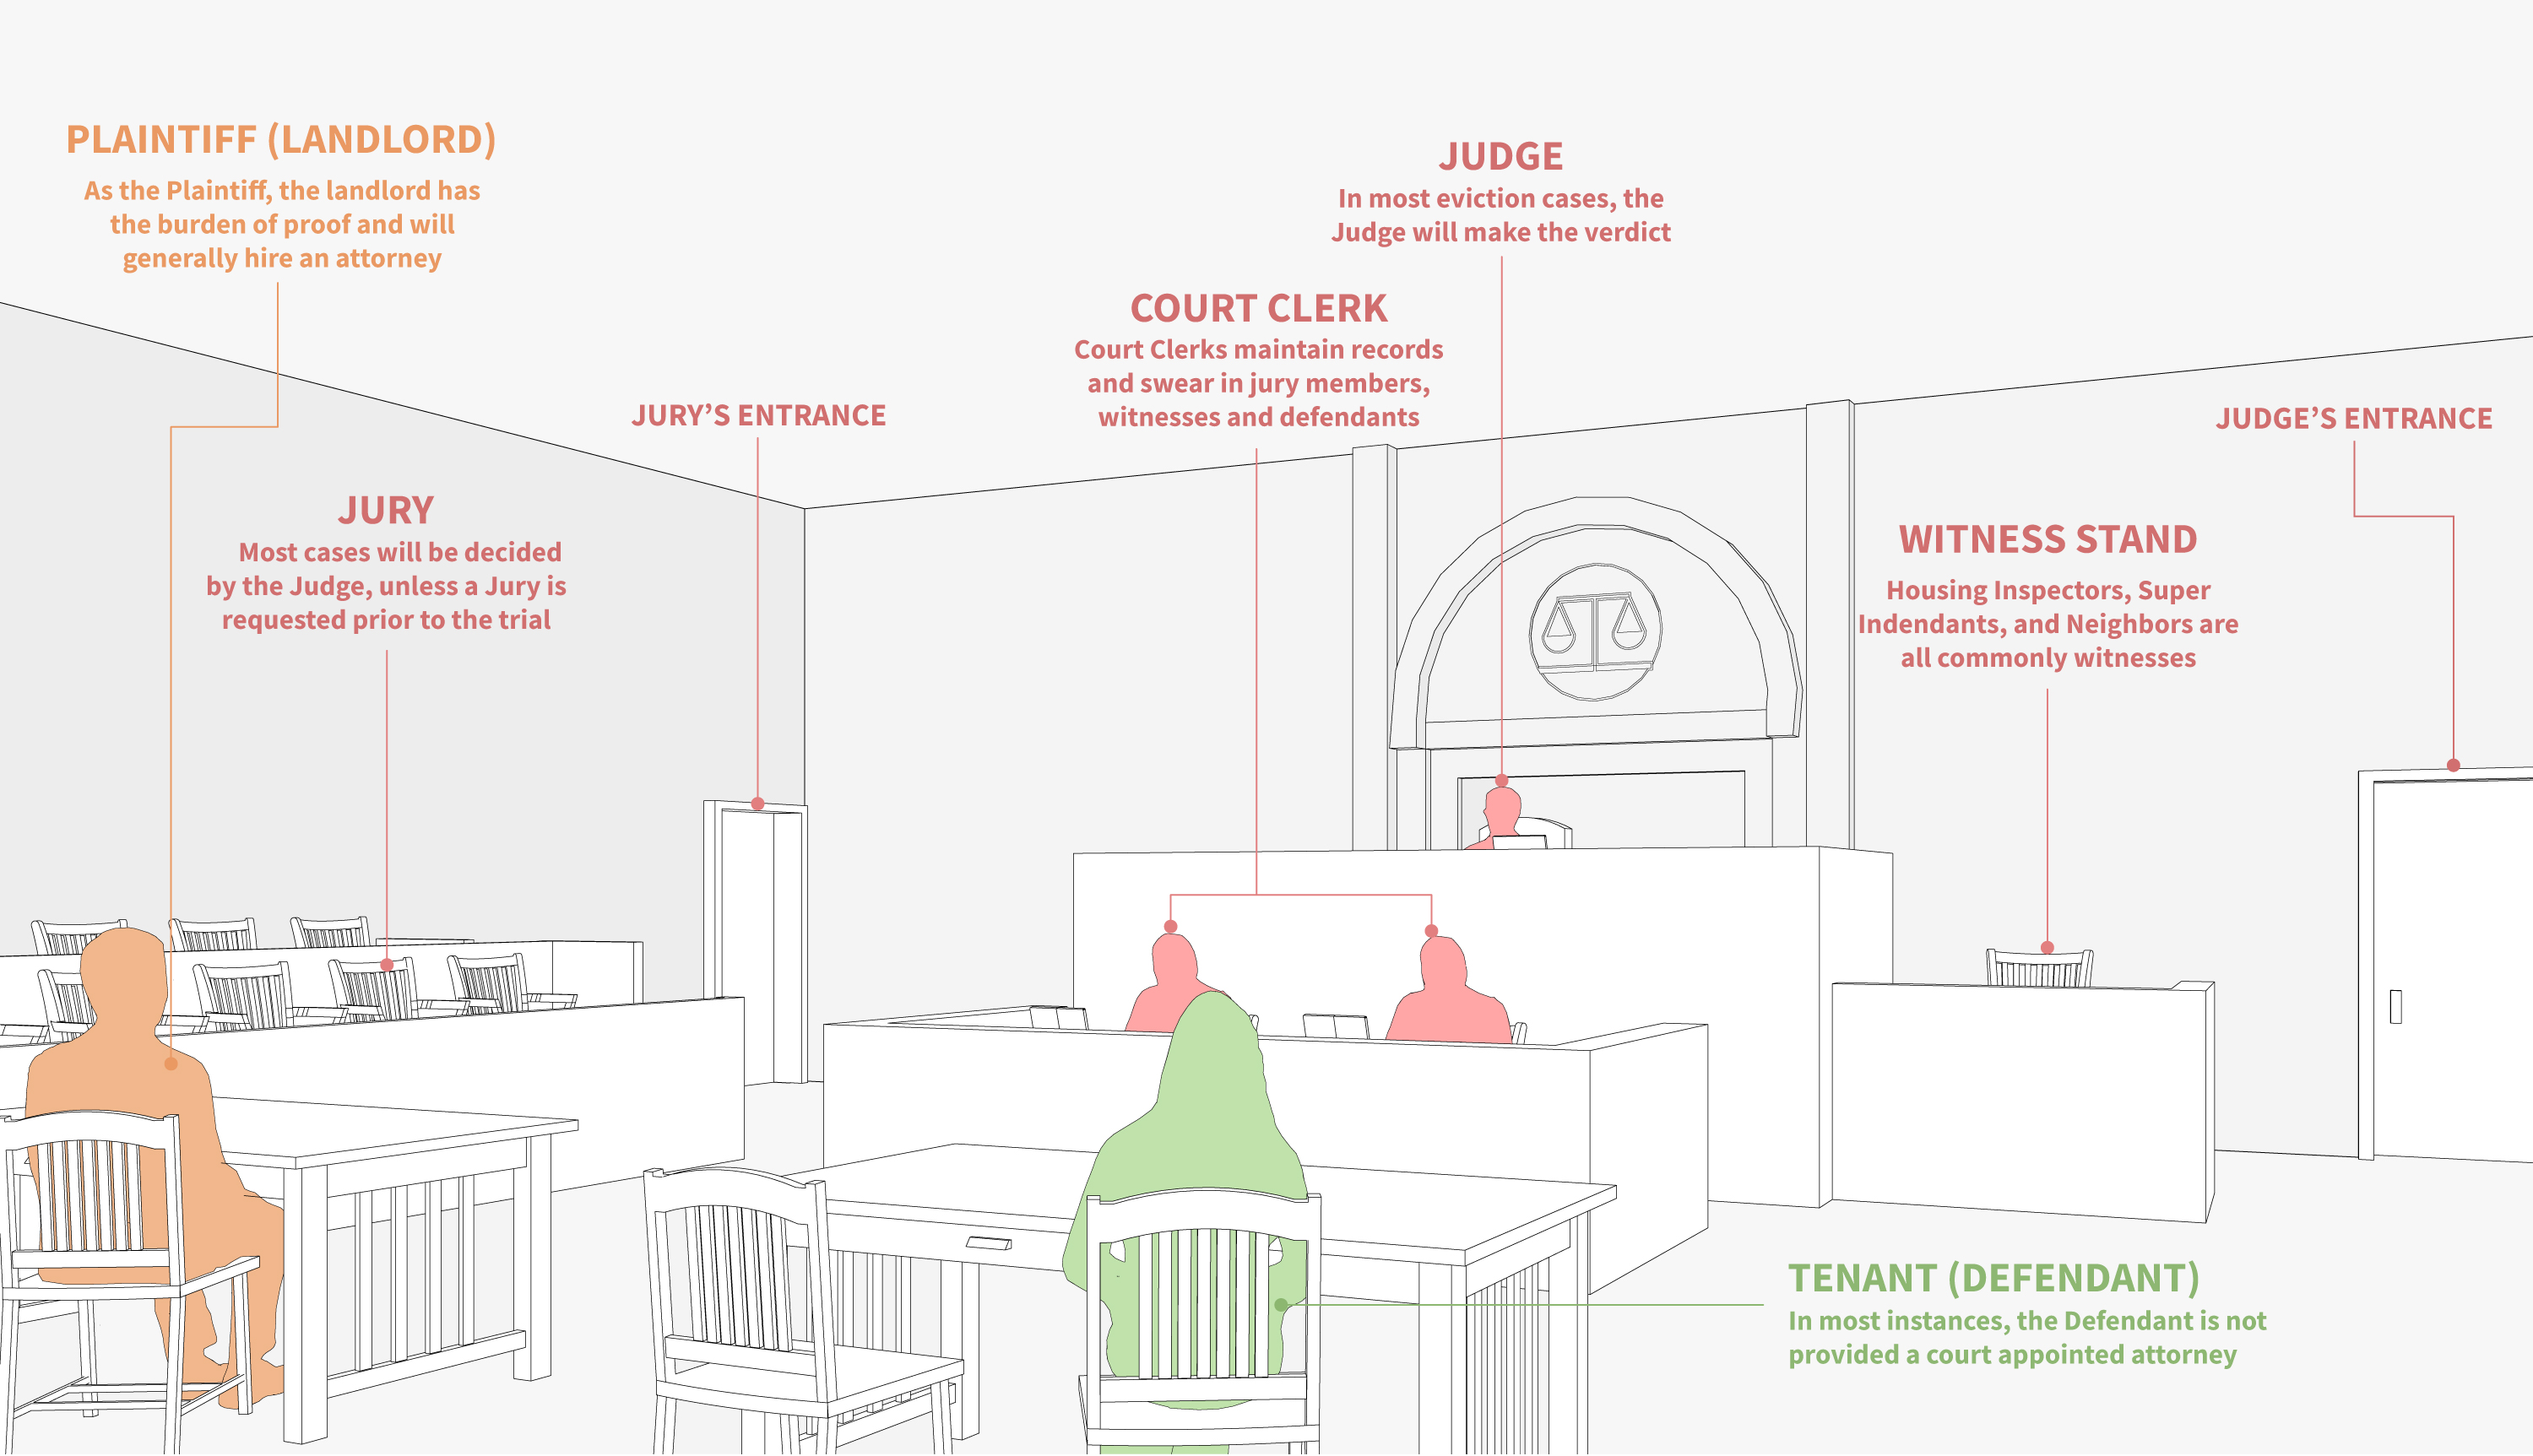 PLAINTIFF (LANDLORD)
As the Plaintiff, the landlord has
the burden of proof and will
generally hire an attorney
JUDGE
In most eviction cases, the
Judge will make the verdict
COURT CLERK
Court Clerks maintain records
and swear in jury members,
witnesses and defendants
JURY’S ENTRANCE
JUDGE’S ENTRANCE
JURY
Most cases will be decided
by the Judge, unless a Jury is
requested prior to the trial
WITNESS STAND
Housing Inspectors, Super
Indendants, and Neighbors are
all commonly witnesses
TENANT (DEFENDANT)
In most instances, the Defendant is not
provided a court appointed attorney